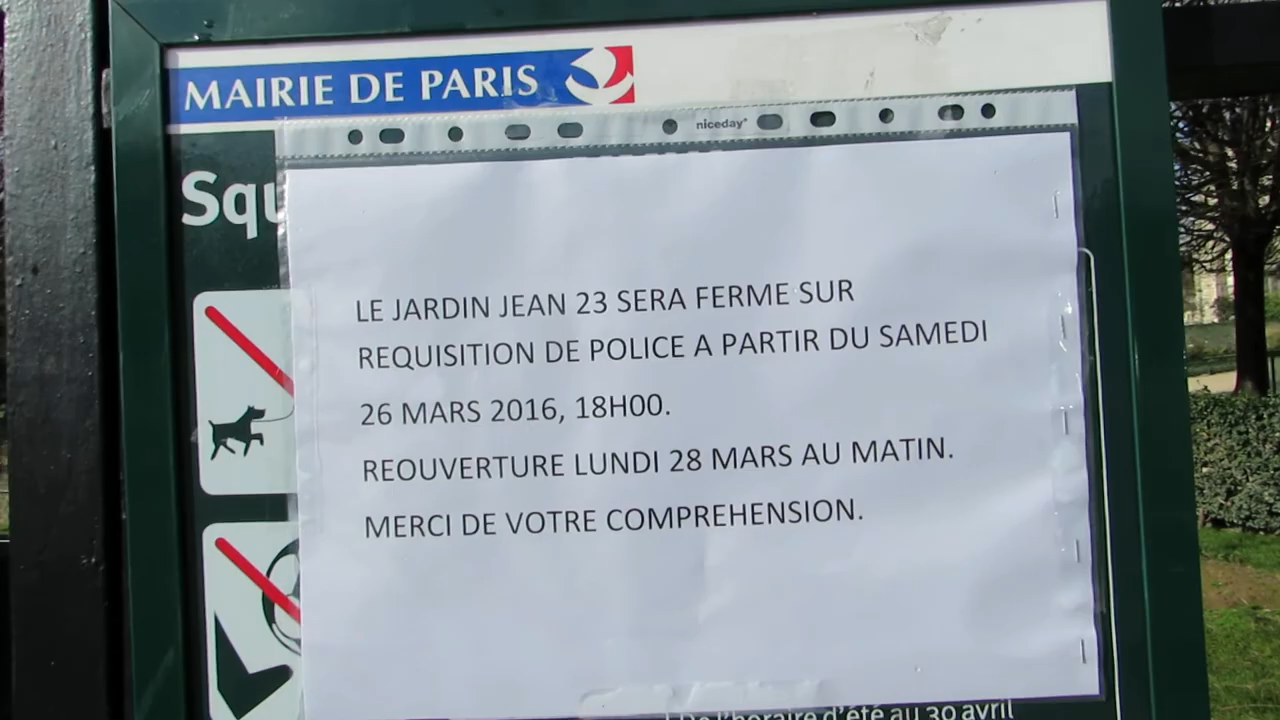 MAIRIE DE PARIS
niceday
Squ
LE JARDIN JEAN 23 SERA FERME SUR
REQUISITION DE POLICE A PARTIR DU SAMEDI
26 MARS 2016, 18H00.
REOUVERTURE LUNDI 28 MARS AU MATIN.
MERCI DE VOTRE COMPREHENSION.
De l'horaire d'été au 30 avril